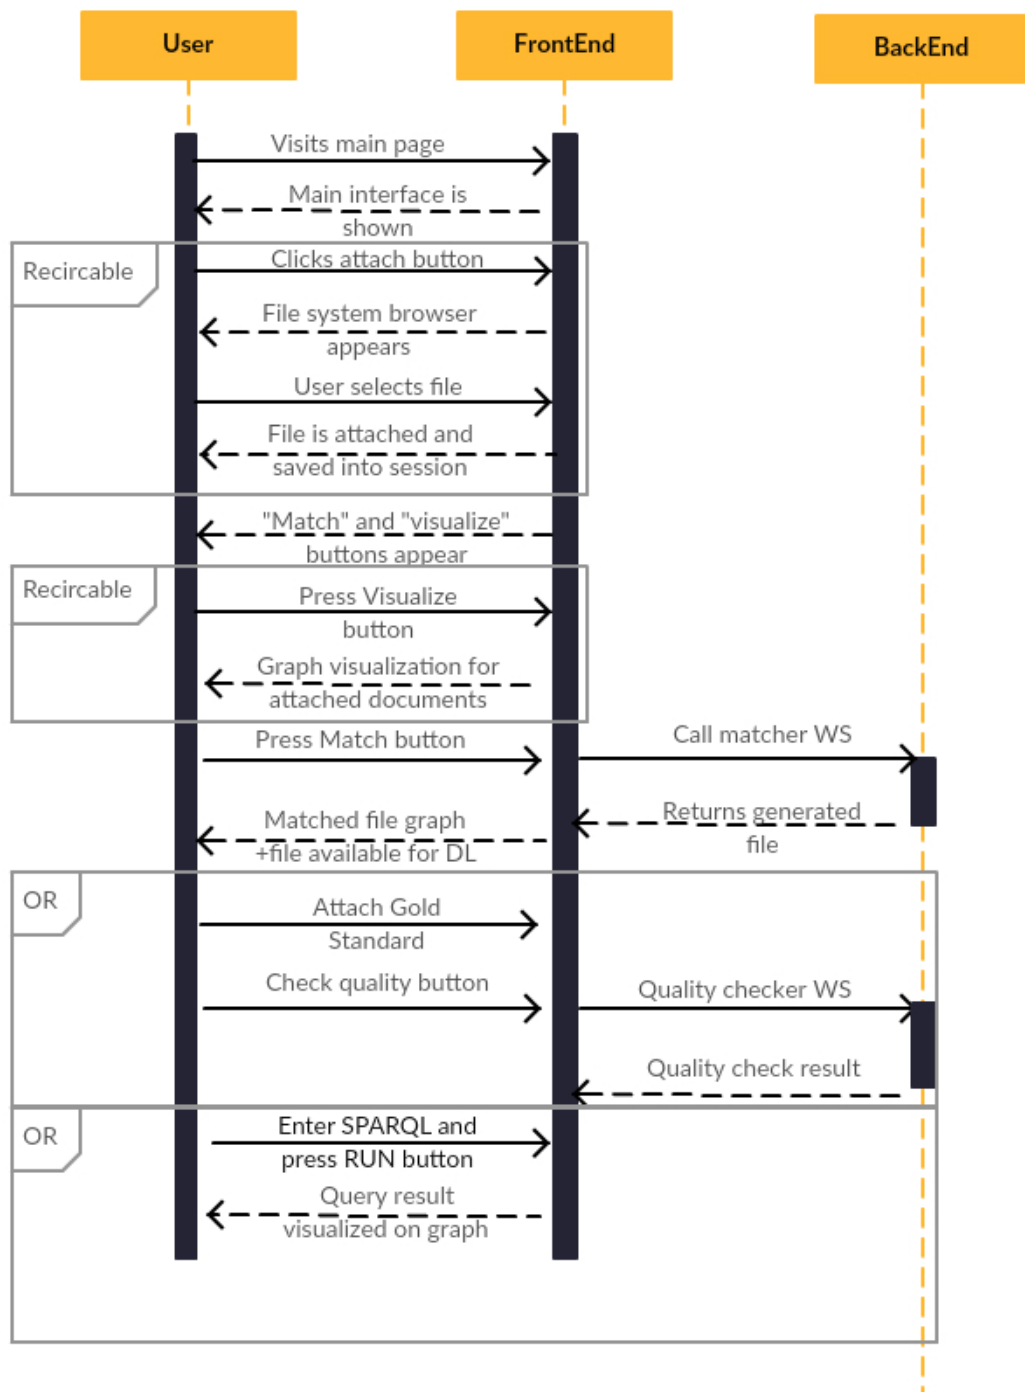 User
FrontEnd
BackEnd
Visits main page
Main interface is
shown
Recircable
Clicks attach button
File system browser
appears
User selects file
File is attached and
saved into session
"Match" and "visualize"
buttons appear
Recircable
Press Visualize
button
Graph visualization for
attached documents
Press Match button
Call matcher WS
Returns generated
file
Matched file graph
+file available for DL
OR
Attach Gold
Standard
Check quality button
Quality checker WS
Quality check result
OR
Enter SPARQL and
press RUN button
Query result
visualized on graph